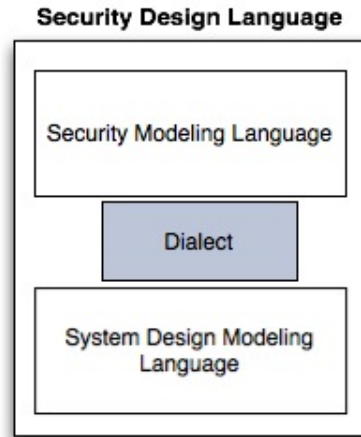 Security Design Language
Security Modeling Language
Dialect
System Design Modeling
Language